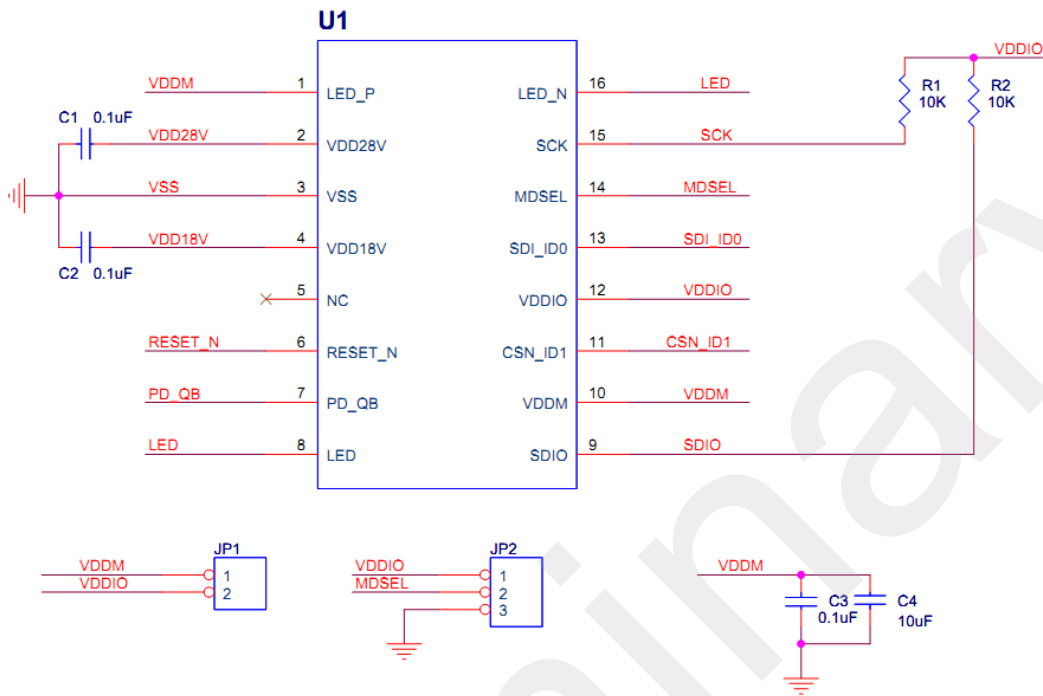 U1
VDDM 1 LED_P LED_N 16 LED
VDDIO
R1 10K R2 10K
C1 0.1uF
VDD28V 2 VDD28V SCK 15 SCK
VSS 3 VSS MDSEL 14 MDSEL
VDD18V 4 VDD18V SDI_ID0 13 SDI_ID0
C2 0.1uF
5 NC VDDIO 12 VDDIO
RESET_N 6 RESET_N CSN_ID1 11 CSN_ID1
PD_QB 7 PD_QB VDDM 10 VDDM
LED 8 LED SDIO 9 SDIO
JP1
VDDM 1
VDDIO 2
JP2
VDDIO 1
MDSEL 2
3
VDDM
C3 0.1uF
C4 10uF